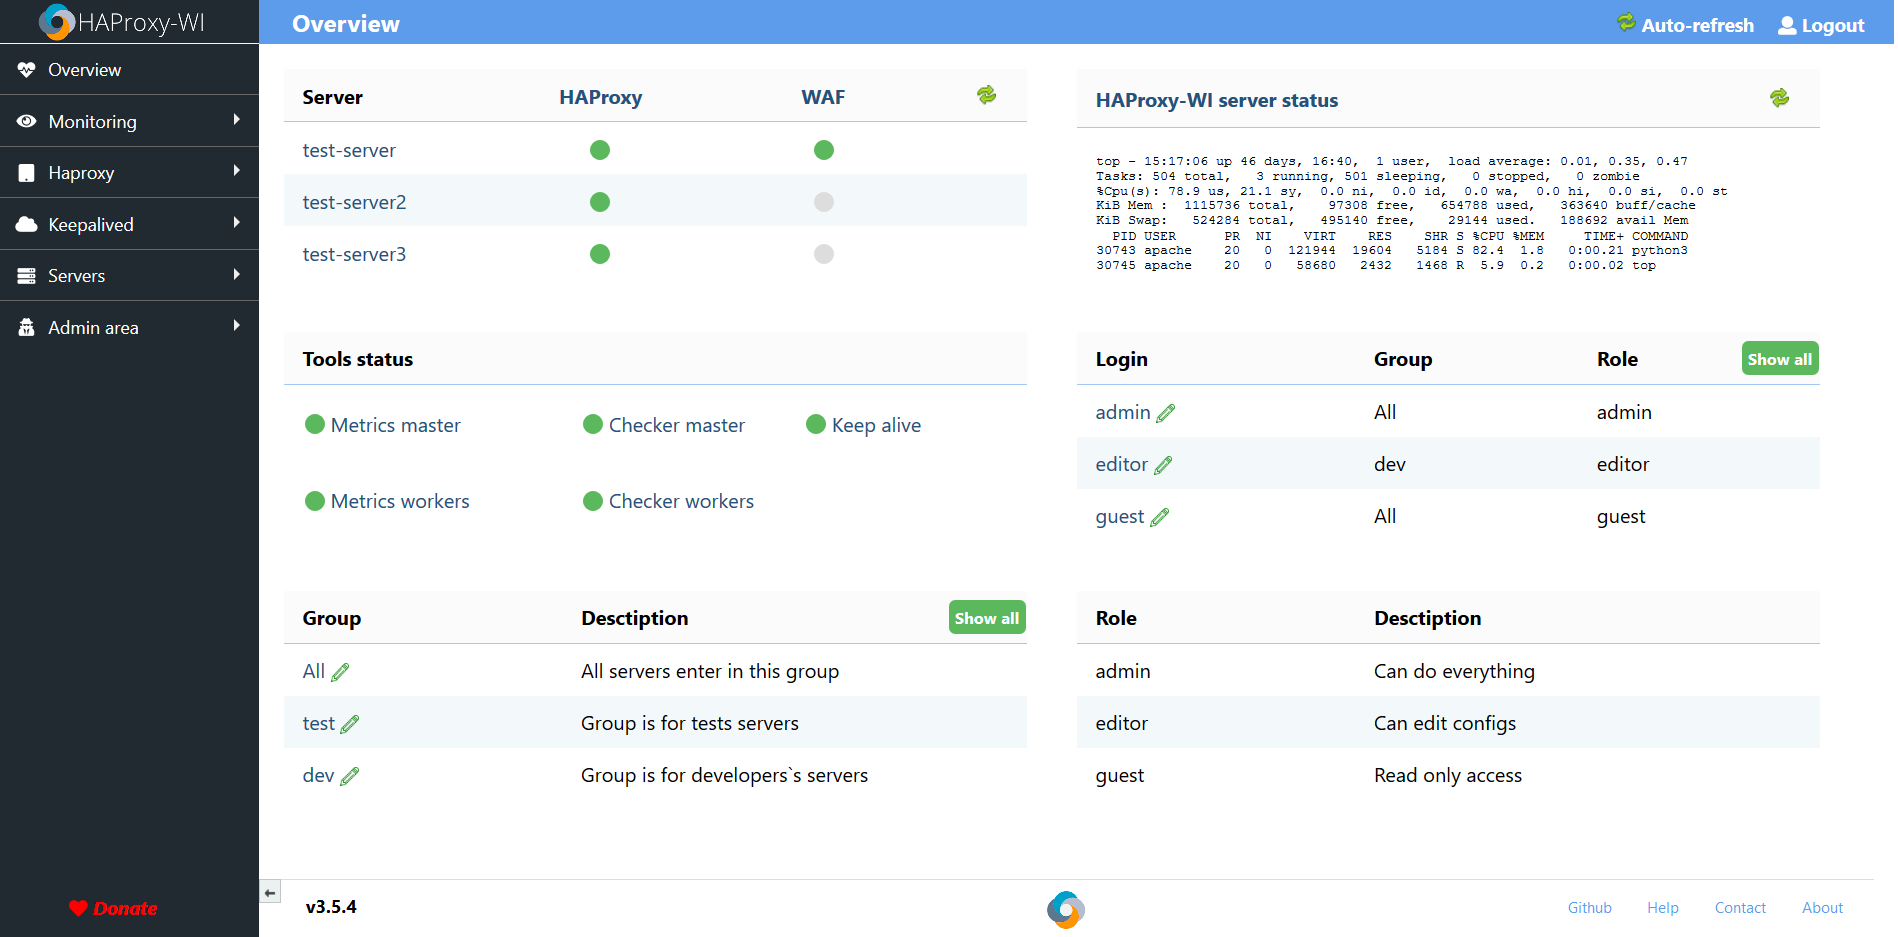 HAProxy-WI
Overview
Auto-refresh
Logout
Overview
Monitoring
Haproxy
Keepalived
Servers
Admin area
Donate
Server HAProxy WAF
test-server
test-server2
test-server3
HAProxy-WI server status
top - 15:17:06 up 46 days, 16:40,  1 user,  load average: 0.01, 0.35, 0.47
Tasks: 504 total,   3 running, 501 sleeping,   0 stopped,   0 zombie
%Cpu(s): 78.9 us, 21.1 sy,  0.0 ni,  0.0 id,  0.0 wa,  0.0 hi,  0.0 si,  0.0 st
KiB Mem :  1115736 total,    97308 free,   654788 used,   363640 buff/cache
KiB Swap:   524284 total,   495140 free,    29144 used.   188692 avail Mem
PID USER      PR  NI    VIRT    RES    SHR S %CPU %MEM     TIME+ COMMAND
30743 apache    20   0  121944  19604   5184 S 82.4  1.8   0:00.21 python3
30745 apache    20   0   58680   2432   1468 R  5.9  0.2   0:00.02 top
Tools status
Metrics master Checker master Keep alive
Metrics workers Checker workers
Login Group Role Show all
admin All admin
editor dev editor
guest All guest
Group Desctiption Show all
All All servers enter in this group
test Group is for tests servers
dev Group is for developers`s servers
Role Desctiption
admin Can do everything
editor Can edit configs
guest Read only access
v3.5.4
Github Help Contact About